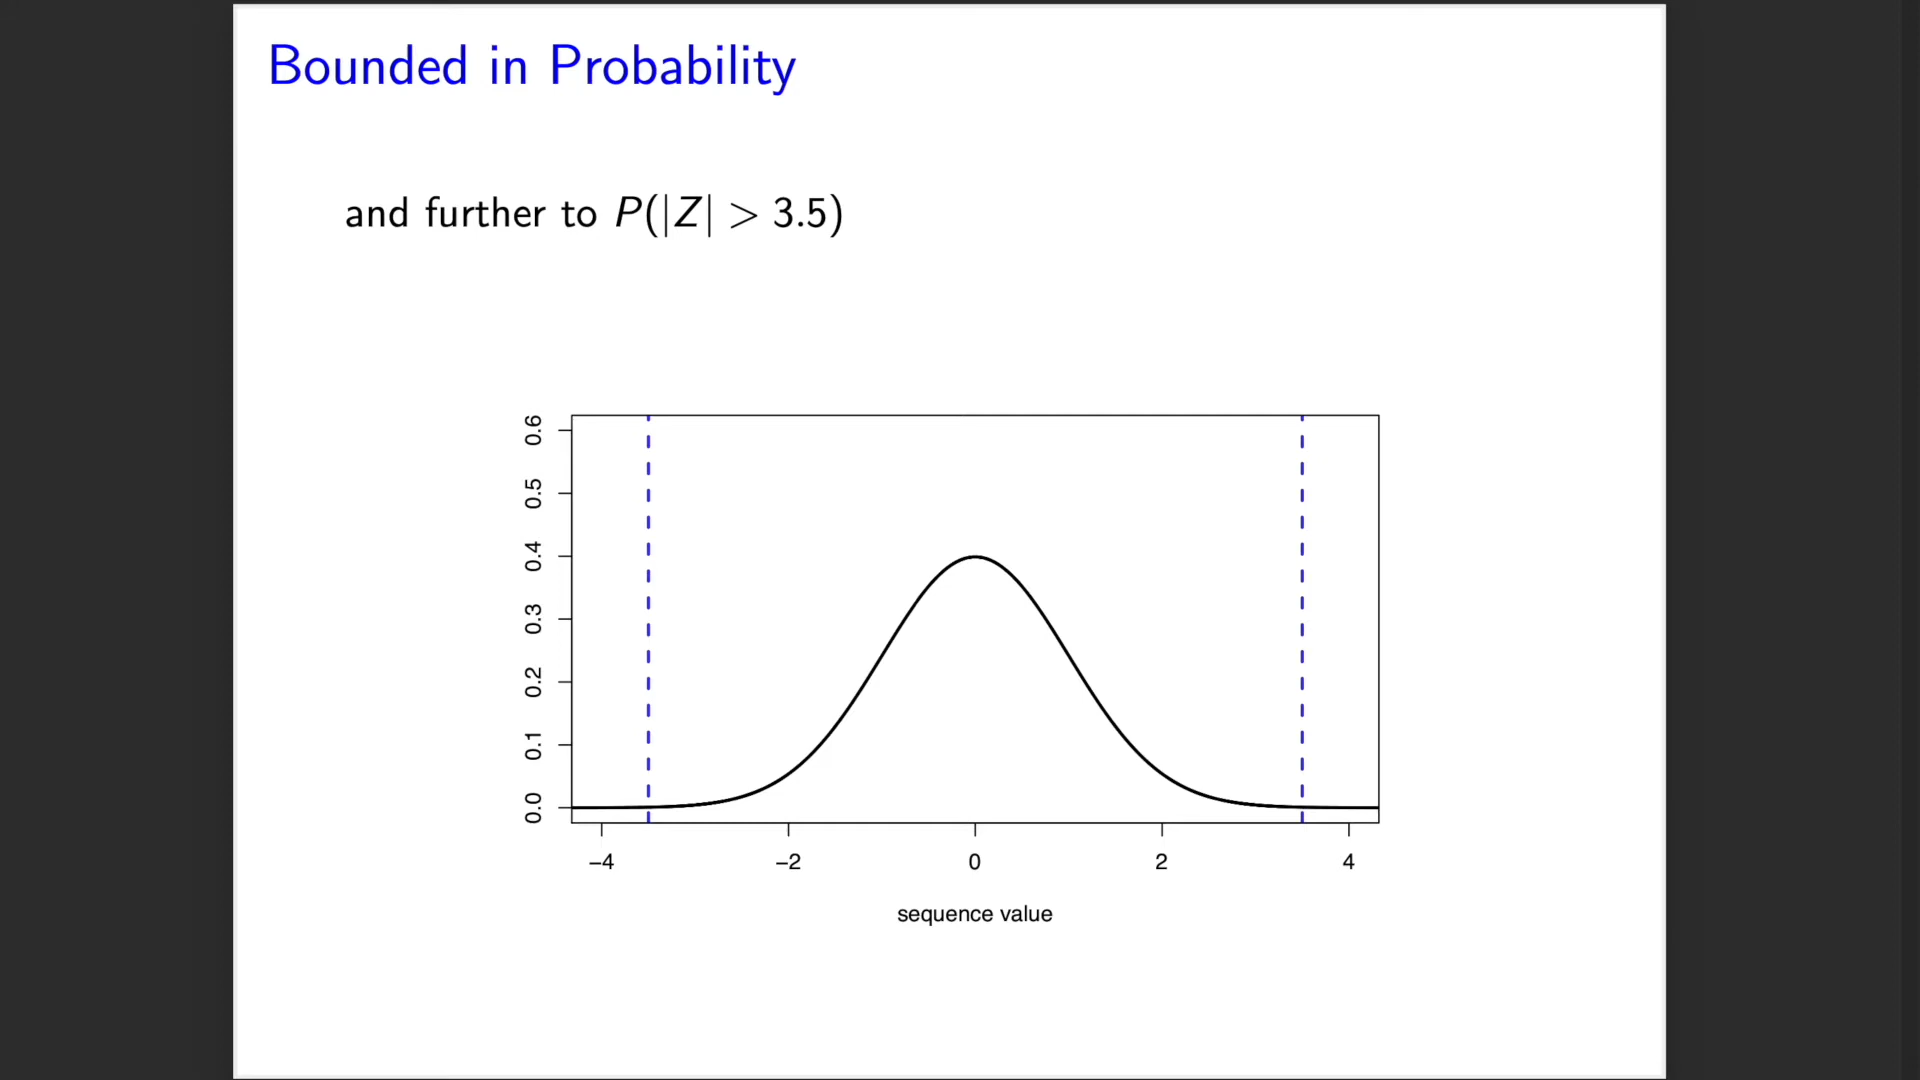 Bounded in Probability
and further to P(|Z| > 3.5)
0.6
0.5
0.4
0.3
0.2
0.1
0.0
−4 −2 0 2 4
sequence value